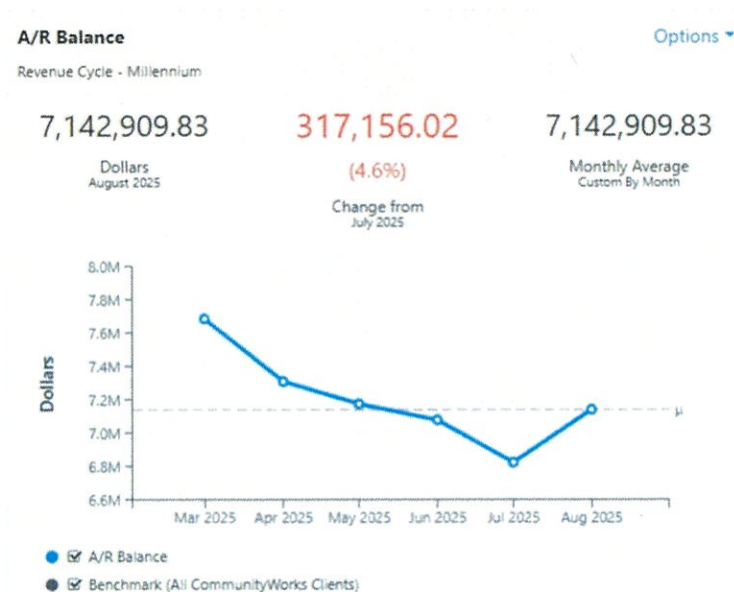 A/R Balance
Options
Revenue Cycle - Millennium
7,142,909.83
317,156.02
7,142,909.83
Dollars
August 2025
(4.6%)
Monthly Average
Custom By Month
Change from
July 2025
8.0M
7.8M
7.6M
7.4M
7.2M
7.0M
6.8M
6.6M
Dollars
μ
Mar 2025 Apr 2025 May 2025 Jun 2025 Jul 2025 Aug 2025
A/R Balance
Benchmark (All CommunityWorks Clients)